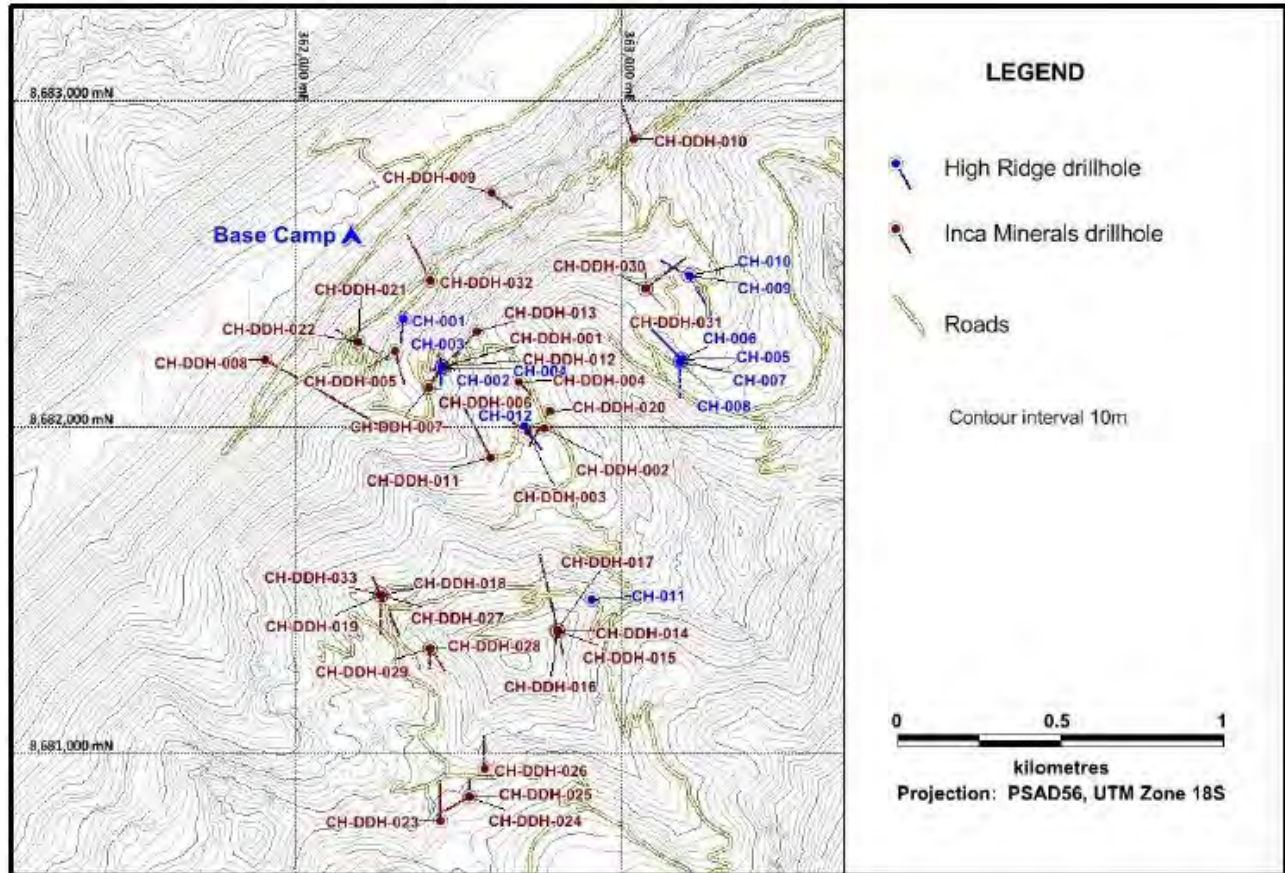 362,000 mE
363,000 mE
8,683,000 mN
CH-DDH-010
CH-DDH-009
Base Camp
CH-DDH-030
CH-010
CH-009
CH-DDH-032
CH-DDH-021
CH-DDH-031
CH-DDH-013
CH-001
CH-DDH-022
CH-006
CH-DDH-001
CH-003
CH-DDH-008
CH-DDH-012
CH-005
CH-004
CH-DDH-005
CH-002
CH-DDH-004
CH-007
CH-DDH-006
CH-008
CH-DDH-020
CH-012
8,682,000 mN
CH-DDH-007
CH-DDH-002
CH-DDH-011
CH-DDH-003
CH-DDH-017
CH-DDH-033
CH-DDH-018
CH-011
CH-DDH-027
CH-DDH-019
CH-DDH-014
CH-DDH-028
CH-DDH-015
CH-DDH-029
CH-DDH-016
8,681,000 mN
CH-DDH-026
CH-DDH-025
CH-DDH-023
CH-DDH-024
LEGEND
High Ridge drillhole
Inca Minerals drillhole
Roads
Contour interval 10m
0 0.5 1
kilometres
Projection: PSAD56, UTM Zone 18S